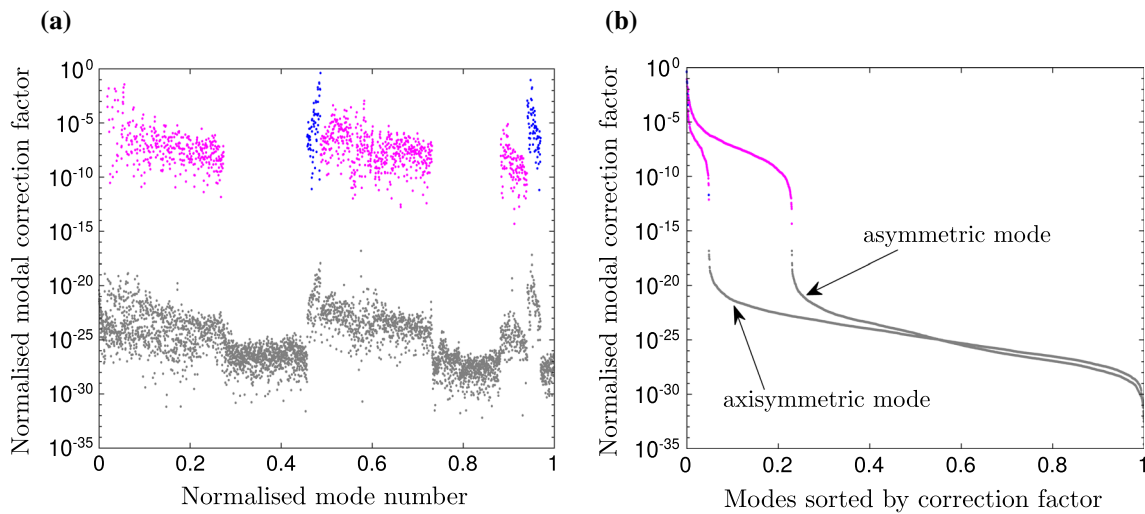 (a)
Normalised modal correction factor
10^0
10^-5
10^-10
10^-15
10^-20
10^-25
10^-30
10^-35
0 0.2 0.4 0.6 0.8 1
Normalised mode number
(b)
Normalised modal correction factor
10^0
10^-5
10^-10
10^-15
10^-20
10^-25
10^-30
10^-35
asymmetric mode
axisymmetric mode
0 0.2 0.4 0.6 0.8 1
Modes sorted by correction factor